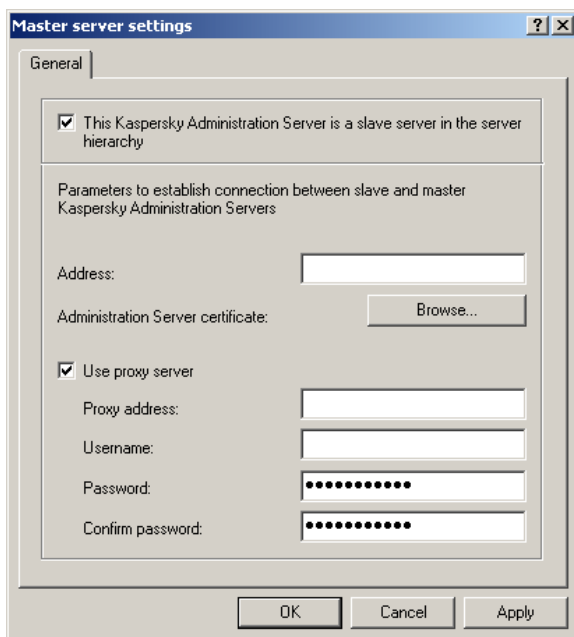 Master server settings
General
This Kaspersky Administration Server is a slave server in the server
hierarchy
Parameters to establish connection between slave and master
Kaspersky Administration Servers
Address:
Administration Server certificate:
Browse...
Use proxy server
Proxy address:
Username:
Password:
●●●●●●●●●●●
Confirm password:
●●●●●●●●●●●
OK
Cancel
Apply